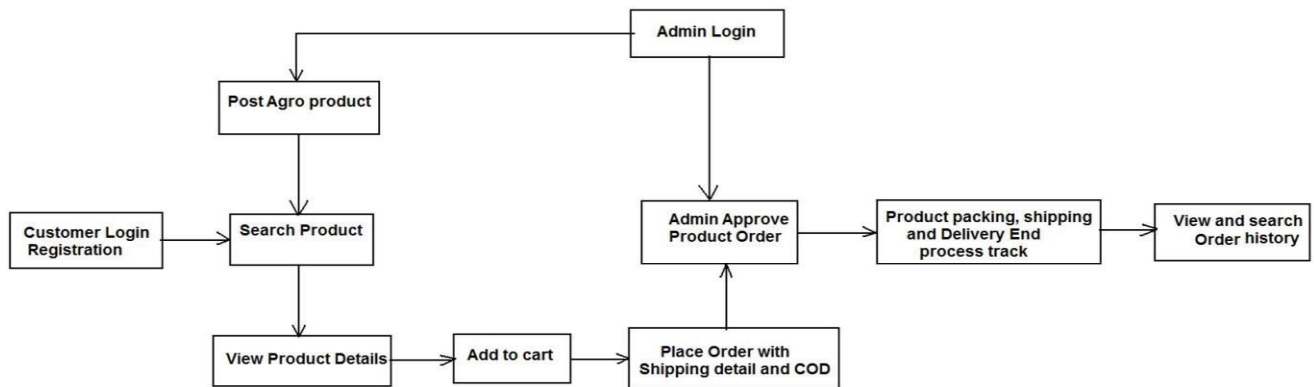 Admin Login
Post Agro product
Customer Login
Registration
Search Product
Admin Approve
Product Order
Product packing, shipping
and Delivery End
process track
View and search
Order history
View Product Details
Add to cart
Place Order with
Shipping detail and COD